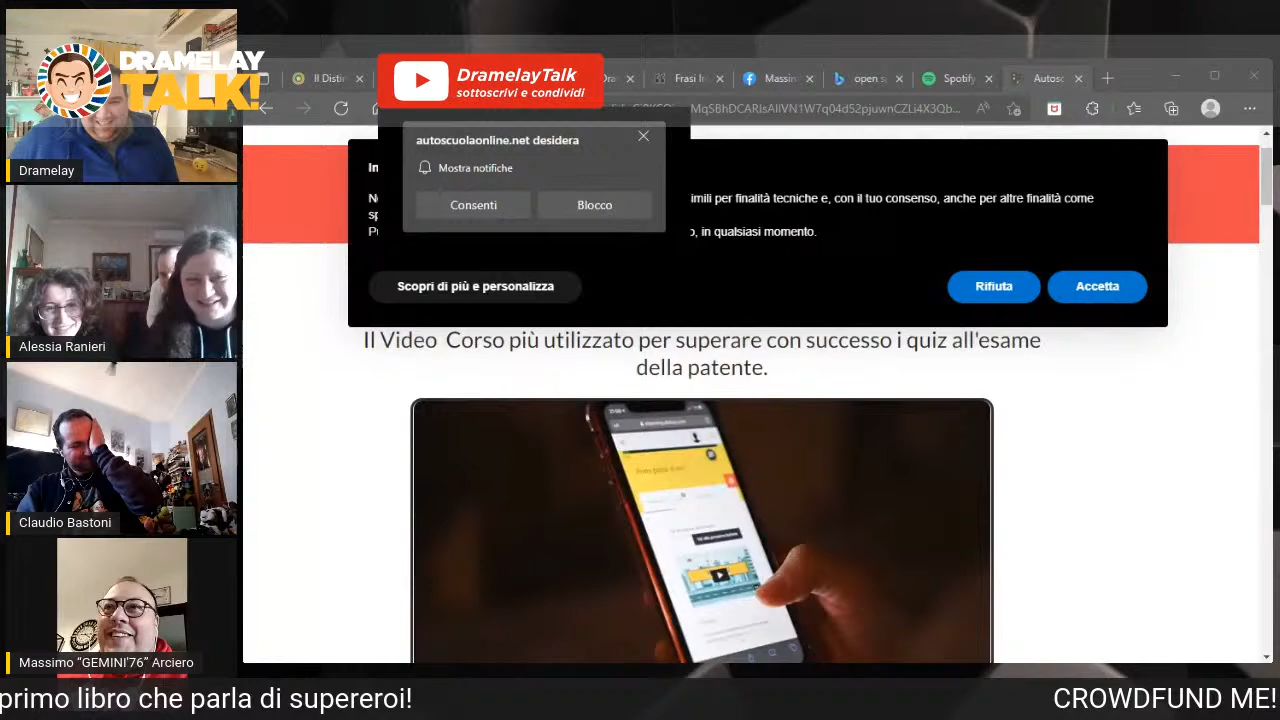 DRAMELAY
TALK!
Dramelay
Alessia Ranieri
Claudio Bastoni
Massimo “GEMINI'76” Arciero
DramelayTalk
sottoscrivi e condividi
Il Distin
Frasi In
Massim
open s
Spotify
Autosc
autoscuolaonline.net desidera
Mostra notifiche
Consenti
Blocco
imili per finalità tecniche e, con il tuo consenso, anche per altre finalità come
o, in qualsiasi momento.
Scopri di più e personalizza
Rifiuta
Accetta
Il Video Corso più utilizzato per superare con successo i quiz all'esame
della patente.
primo libro che parla di supereroi!
CROWDFUND ME!